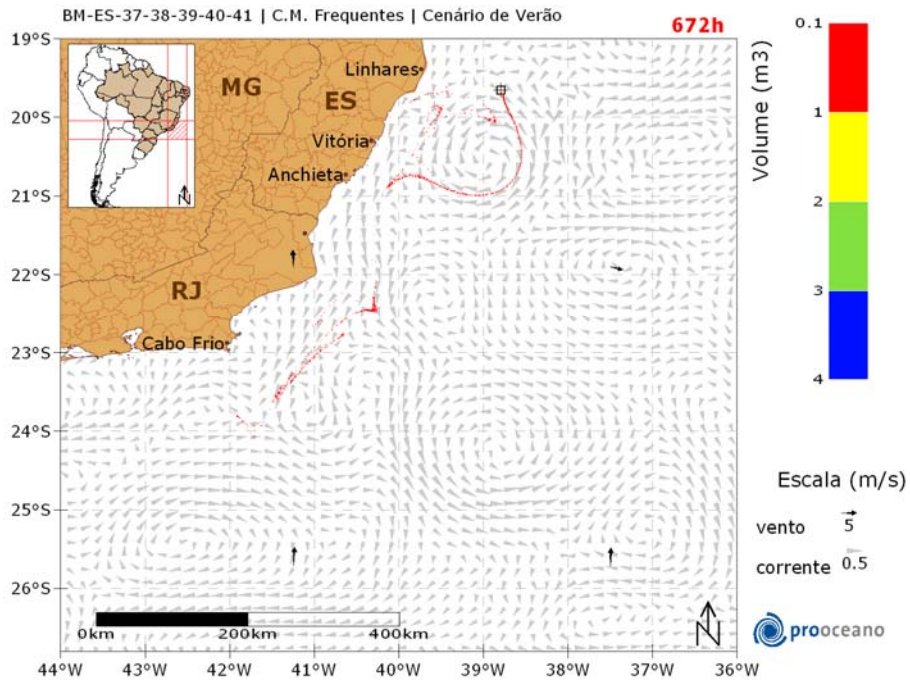 BM-ES-37-38-39-40-41 | C.M. Frequentes | Cenário de Verão
672h
19°S
20°S
21°S
22°S
23°S
24°S
25°S
26°S
44°W 43°W 42°W 41°W 40°W 39°W 38°W 37°W 36°W
MG
ES
RJ
Linhares
Vitória
Anchieta
Cabo Frio
N
0km 200km 400km
N
Volume (m3)
0.1
1
2
3
4
Escala (m/s)
vento 5
corrente 0.5
prooceano